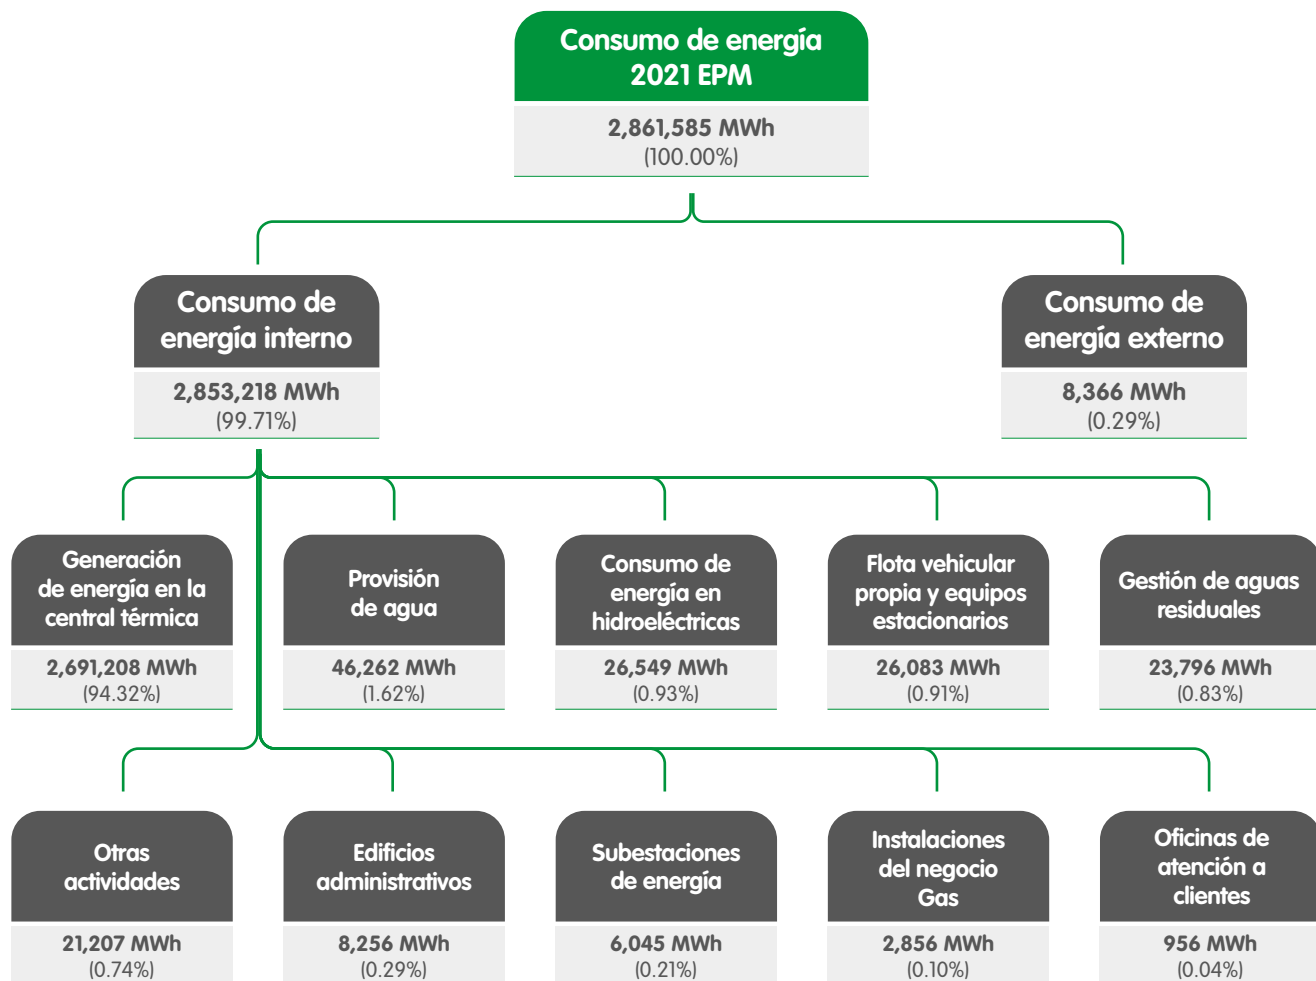 Consumo de energía
2021 EPM
2,861,585 MWh
(100.00%)
Consumo de
energía interno
2,853,218 MWh
(99.71%)
Consumo de
energía externo
8,366 MWh
(0.29%)
Generación
de energía en la
central térmica
2,691,208 MWh
(94.32%)
Provisión
de agua
46,262 MWh
(1.62%)
Consumo de
energía en
hidroeléctricas
26,549 MWh
(0.93%)
Flota vehicular
propia y equipos
estacionarios
26,083 MWh
(0.91%)
Gestión de aguas
residuales
23,796 MWh
(0.83%)
Otras
actividades
21,207 MWh
(0.74%)
Edificios
administrativos
8,256 MWh
(0.29%)
Subestaciones
de energía
6,045 MWh
(0.21%)
Instalaciones
del negocio
Gas
2,856 MWh
(0.10%)
Oficinas de
atención a
clientes
956 MWh
(0.04%)